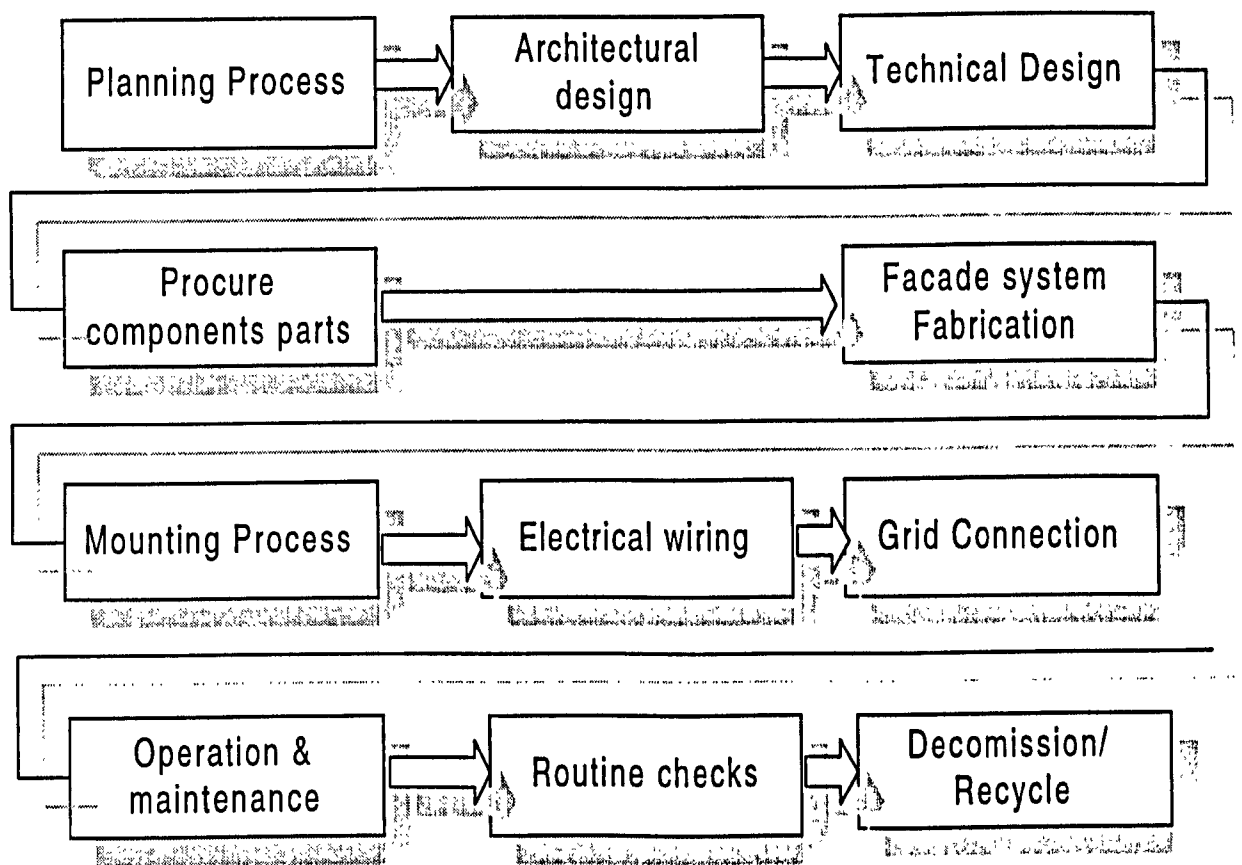 Planning Process
Architectural
design
Technical Design
Procure
components parts
Facade system
Fabrication
Mounting Process
Electrical wiring
Grid Connection
Operation &
maintenance
Routine checks
Decomission/
Recycle